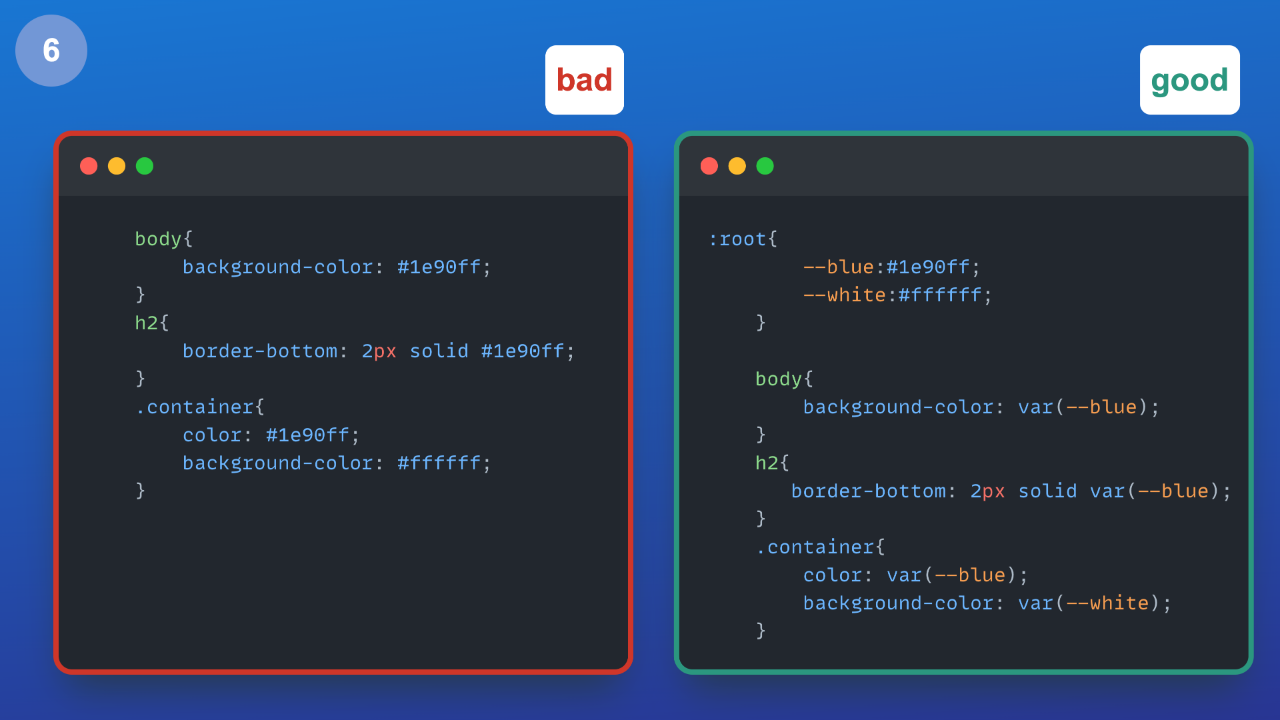 6
bad
good
body{
background-color: #1e90ff;
}
h2{
border-bottom: 2px solid #1e90ff;
}
.container{
color: #1e90ff;
background-color: #ffffff;
}
:root{
--blue:#1e90ff;
--white:#ffffff;
}
body{
background-color: var(--blue);
}
h2{
border-bottom: 2px solid var(--blue);
}
.container{
color: var(--blue);
background-color: var(--white);
}